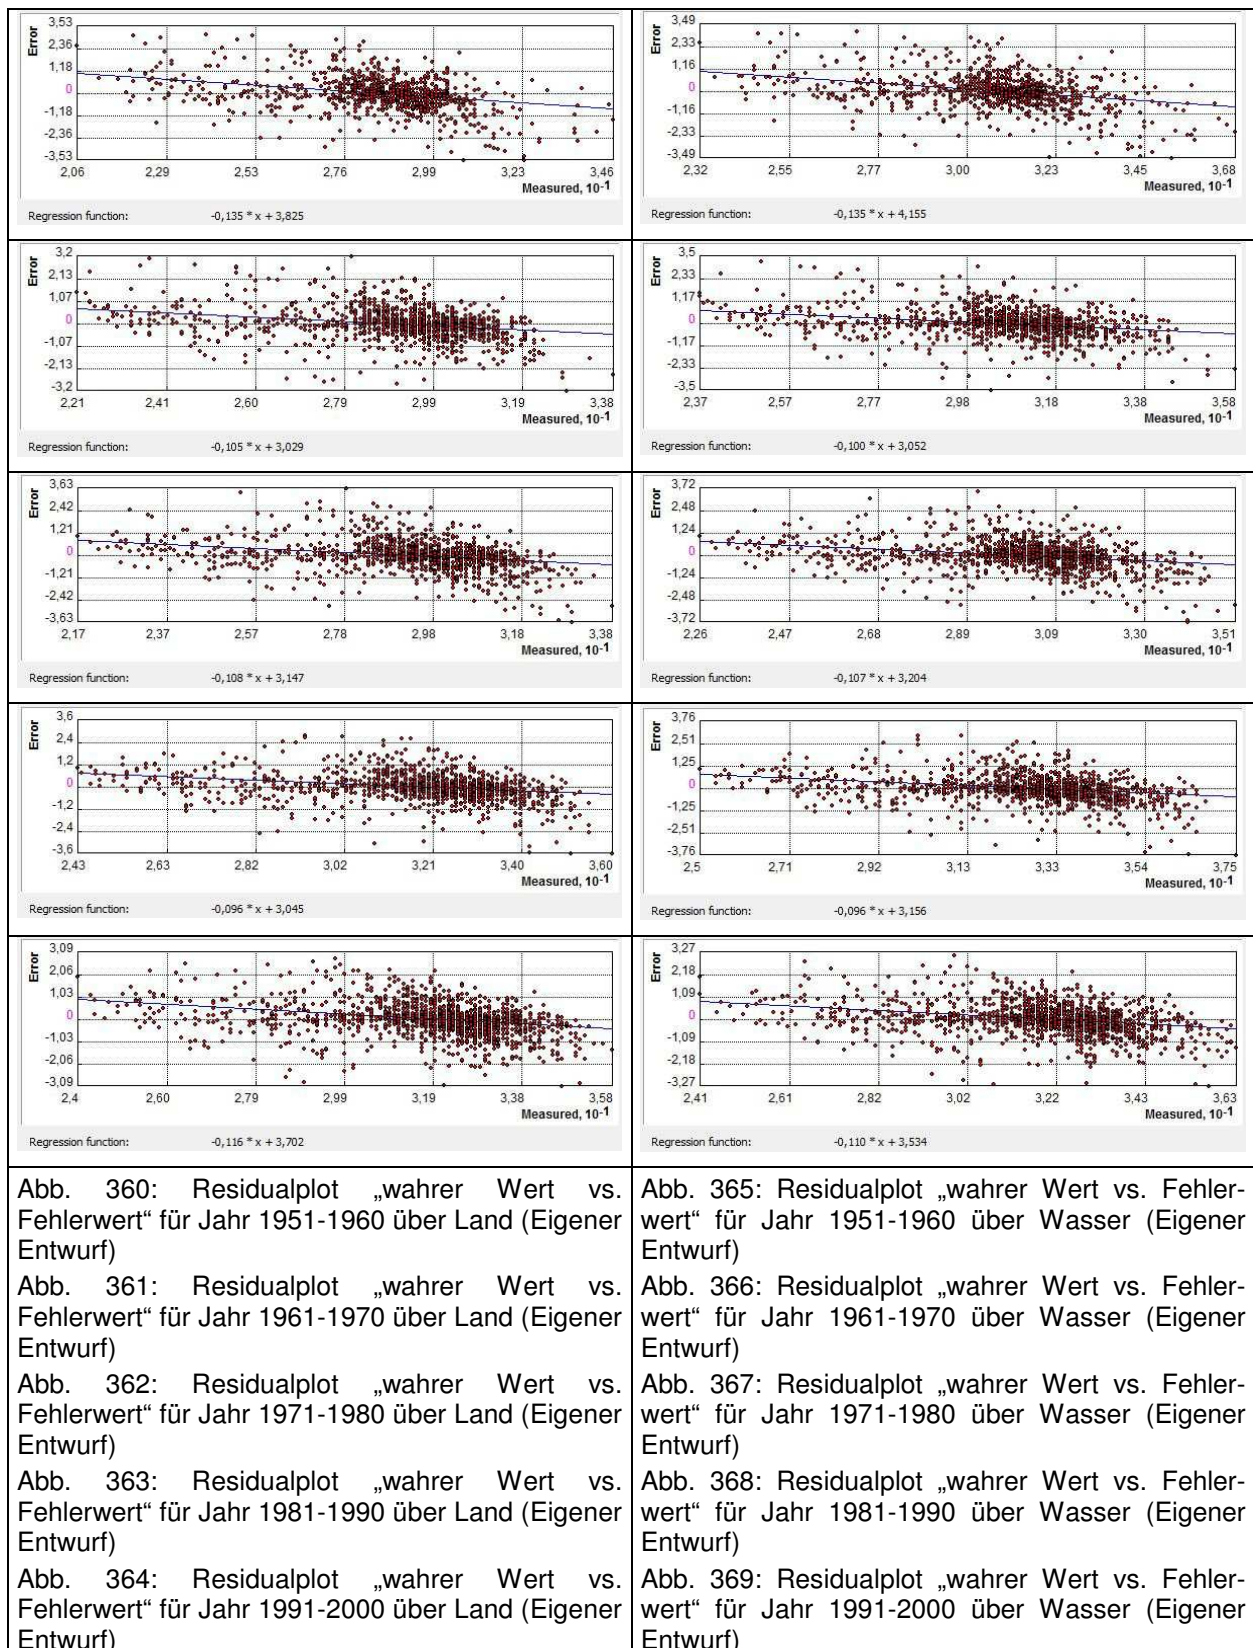 3,53
Error
2,36
1,18
0
-1,18
-2,36
-3,53
2,06 2,29 2,53 2,76 2,99 3,23 3,46
Measured, 10-1
Regression function: -0,135 * x + 3,825
3,49
Error
2,33
1,16
0
-1,16
-2,33
-3,49
2,32 2,55 2,77 3,00 3,23 3,45 3,68
Measured, 10-1
Regression function: -0,135 * x + 4,155
3,2
Error
2,13
1,07
0
-1,07
-2,13
-3,2
2,21 2,41 2,60 2,79 2,99 3,19 3,38
Measured, 10-1
Regression function: -0,105 * x + 3,029
3,5
Error
2,33
1,17
0
-1,17
-2,33
-3,5
2,37 2,57 2,77 2,98 3,18 3,38 3,58
Measured, 10-1
Regression function: -0,100 * x + 3,052
3,63
Error
2,42
1,21
0
-1,21
-2,42
-3,63
2,17 2,37 2,57 2,78 2,98 3,18 3,38
Measured, 10-1
Regression function: -0,108 * x + 3,147
3,72
Error
2,48
1,24
0
-1,24
-2,48
-3,72
2,26 2,47 2,68 2,89 3,09 3,30 3,51
Measured, 10-1
Regression function: -0,107 * x + 3,204
3,6
Error
2,4
1,2
0
-1,2
-2,4
-3,6
2,43 2,63 2,82 3,02 3,21 3,40 3,60
Measured, 10-1
Regression function: -0,096 * x + 3,045
3,76
Error
2,51
1,25
0
-1,25
-2,51
-3,76
2,5 2,71 2,92 3,13 3,33 3,54 3,75
Measured, 10-1
Regression function: -0,096 * x + 3,156
3,09
Error
2,06
1,03
0
-1,03
-2,06
-3,09
2,4 2,60 2,79 2,99 3,19 3,38 3,58
Measured, 10-1
Regression function: -0,116 * x + 3,702
3,27
Error
2,18
1,09
0
-1,09
-2,18
-3,27
2,41 2,61 2,82 3,02 3,22 3,43 3,63
Measured, 10-1
Regression function: -0,110 * x + 3,534
Abb. 360: Residualplot „wahrer Wert vs.
Fehlerwert“ für Jahr 1951-1960 über Land (Eigener
Entwurf)
Abb. 361: Residualplot „wahrer Wert vs.
Fehlerwert“ für Jahr 1961-1970 über Land (Eigener
Entwurf)
Abb. 362: Residualplot „wahrer Wert vs.
Fehlerwert“ für Jahr 1971-1980 über Land (Eigener
Entwurf)
Abb. 363: Residualplot „wahrer Wert vs.
Fehlerwert“ für Jahr 1981-1990 über Land (Eigener
Entwurf)
Abb. 364: Residualplot „wahrer Wert vs.
Fehlerwert“ für Jahr 1991-2000 über Land (Eigener
Entwurf)
Abb. 365: Residualplot „wahrer Wert vs. Fehler-
wert“ für Jahr 1951-1960 über Wasser (Eigener
Entwurf)
Abb. 366: Residualplot „wahrer Wert vs. Fehler-
wert“ für Jahr 1961-1970 über Wasser (Eigener
Entwurf)
Abb. 367: Residualplot „wahrer Wert vs. Fehler-
wert“ für Jahr 1971-1980 über Wasser (Eigener
Entwurf)
Abb. 368: Residualplot „wahrer Wert vs. Fehler-
wert“ für Jahr 1981-1990 über Wasser (Eigener
Entwurf)
Abb. 369: Residualplot „wahrer Wert vs. Fehler-
wert“ für Jahr 1991-2000 über Wasser (Eigener
Entwurf)